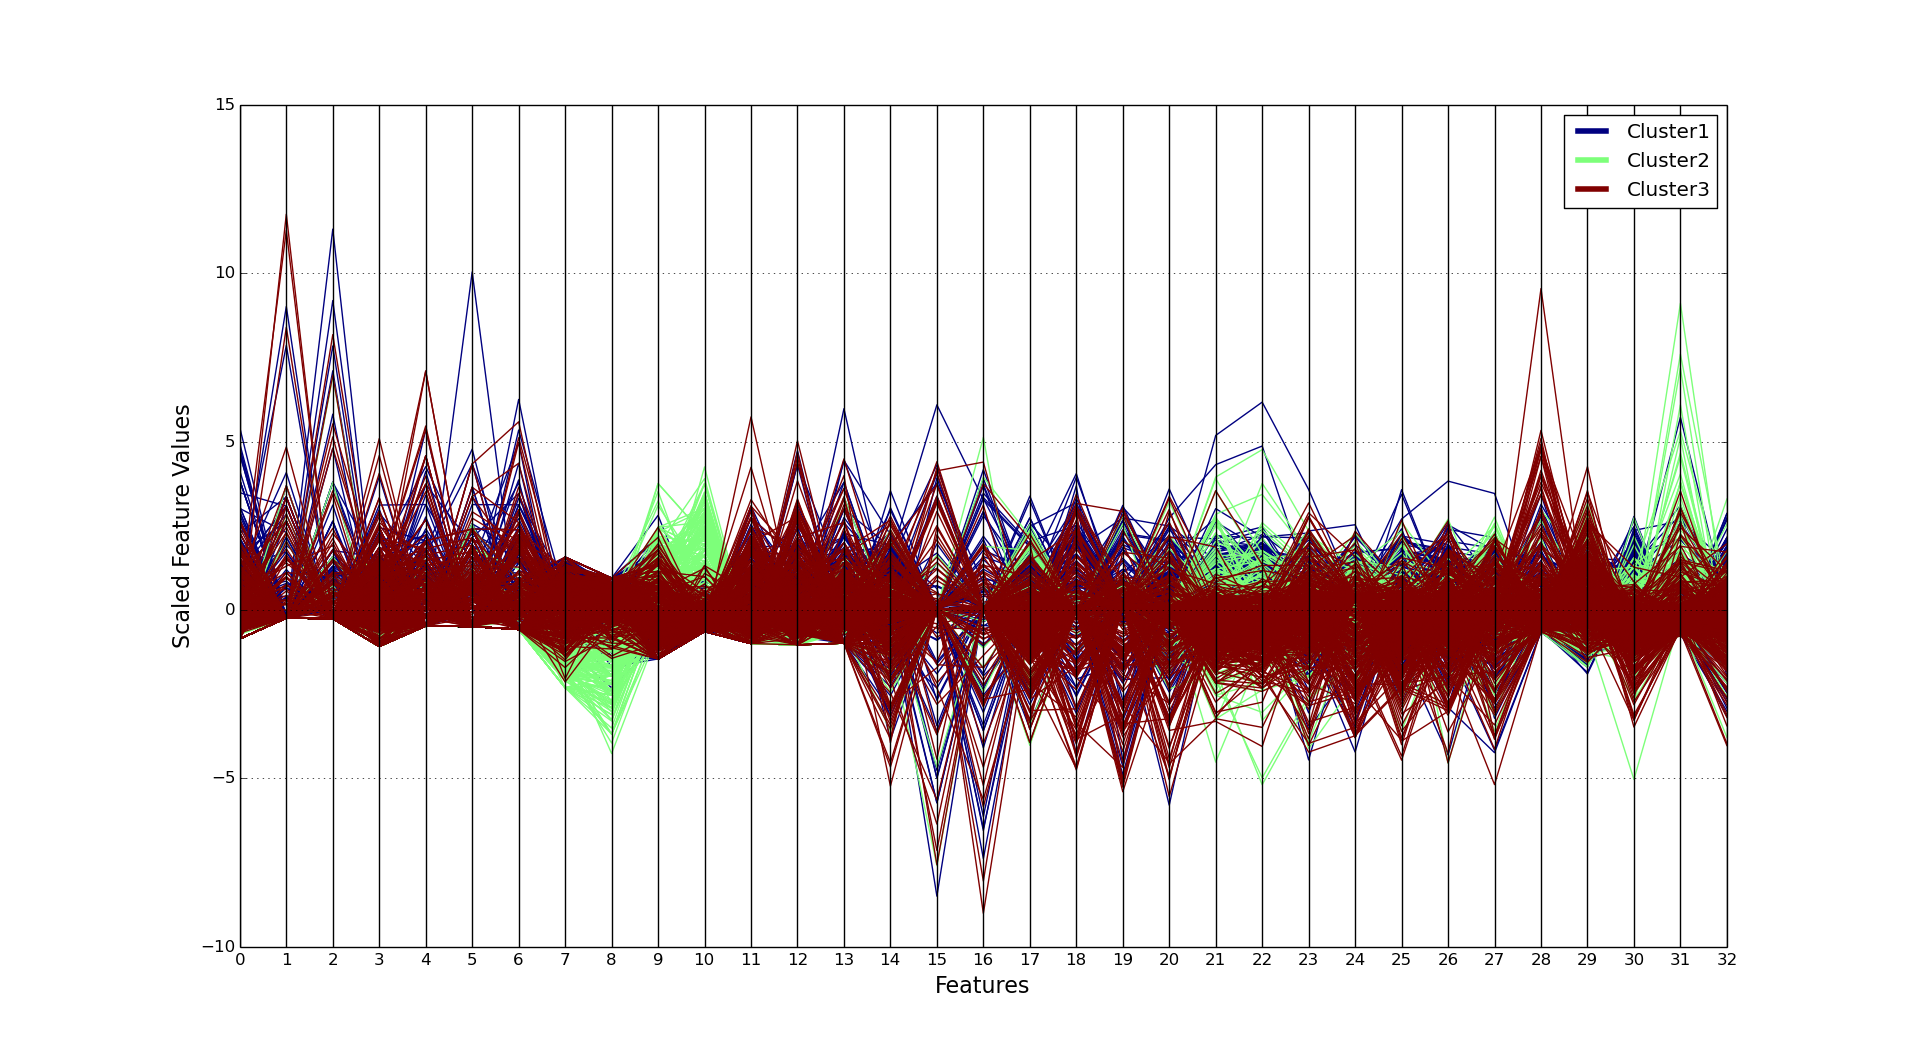 15
10
5
0
−5
−10
Scaled Feature Values
Cluster1
Cluster2
Cluster3
0 1 2 3 4 5 6 7 8 9 10 11 12 13 14 15 16 17 18 19 20 21 22 23 24 25 26 27 28 29 30 31 32
Features